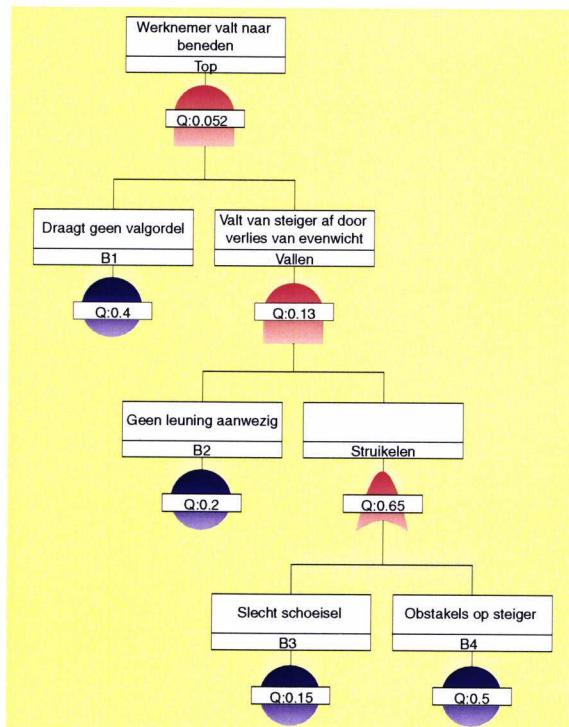 Werknemer valt naar
beneden
Top
Q:0.052
Draagt geen valgordel
B1
Q:0.4
Valt van steiger af door
verlies van evenwicht
Vallen
Q:0.13
Geen leuning aanwezig
B2
Q:0.2
Struikelen
Q:0.65
Slecht schoeisel
B3
Q:0.15
Obstakels op steiger
B4
Q:0.5